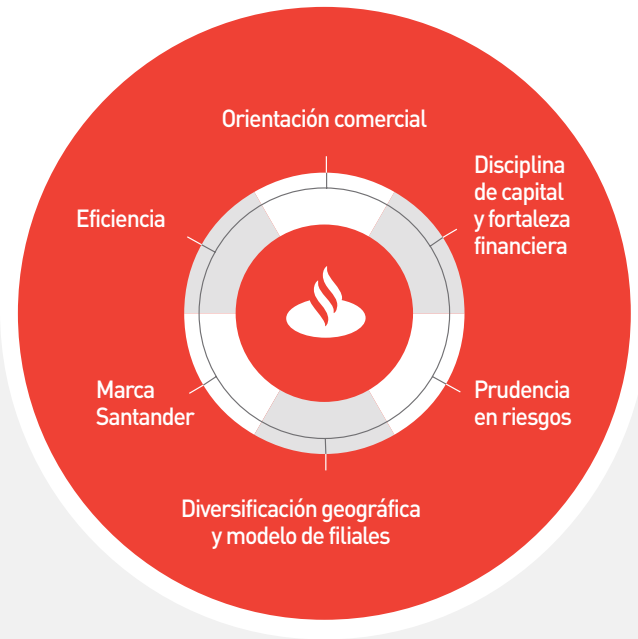 Orientación comercial
Disciplina
de capital
y fortaleza
financiera
Prudencia
en riesgos
Diversificación geográfica
y modelo de filiales
Marca
Santander
Eficiencia